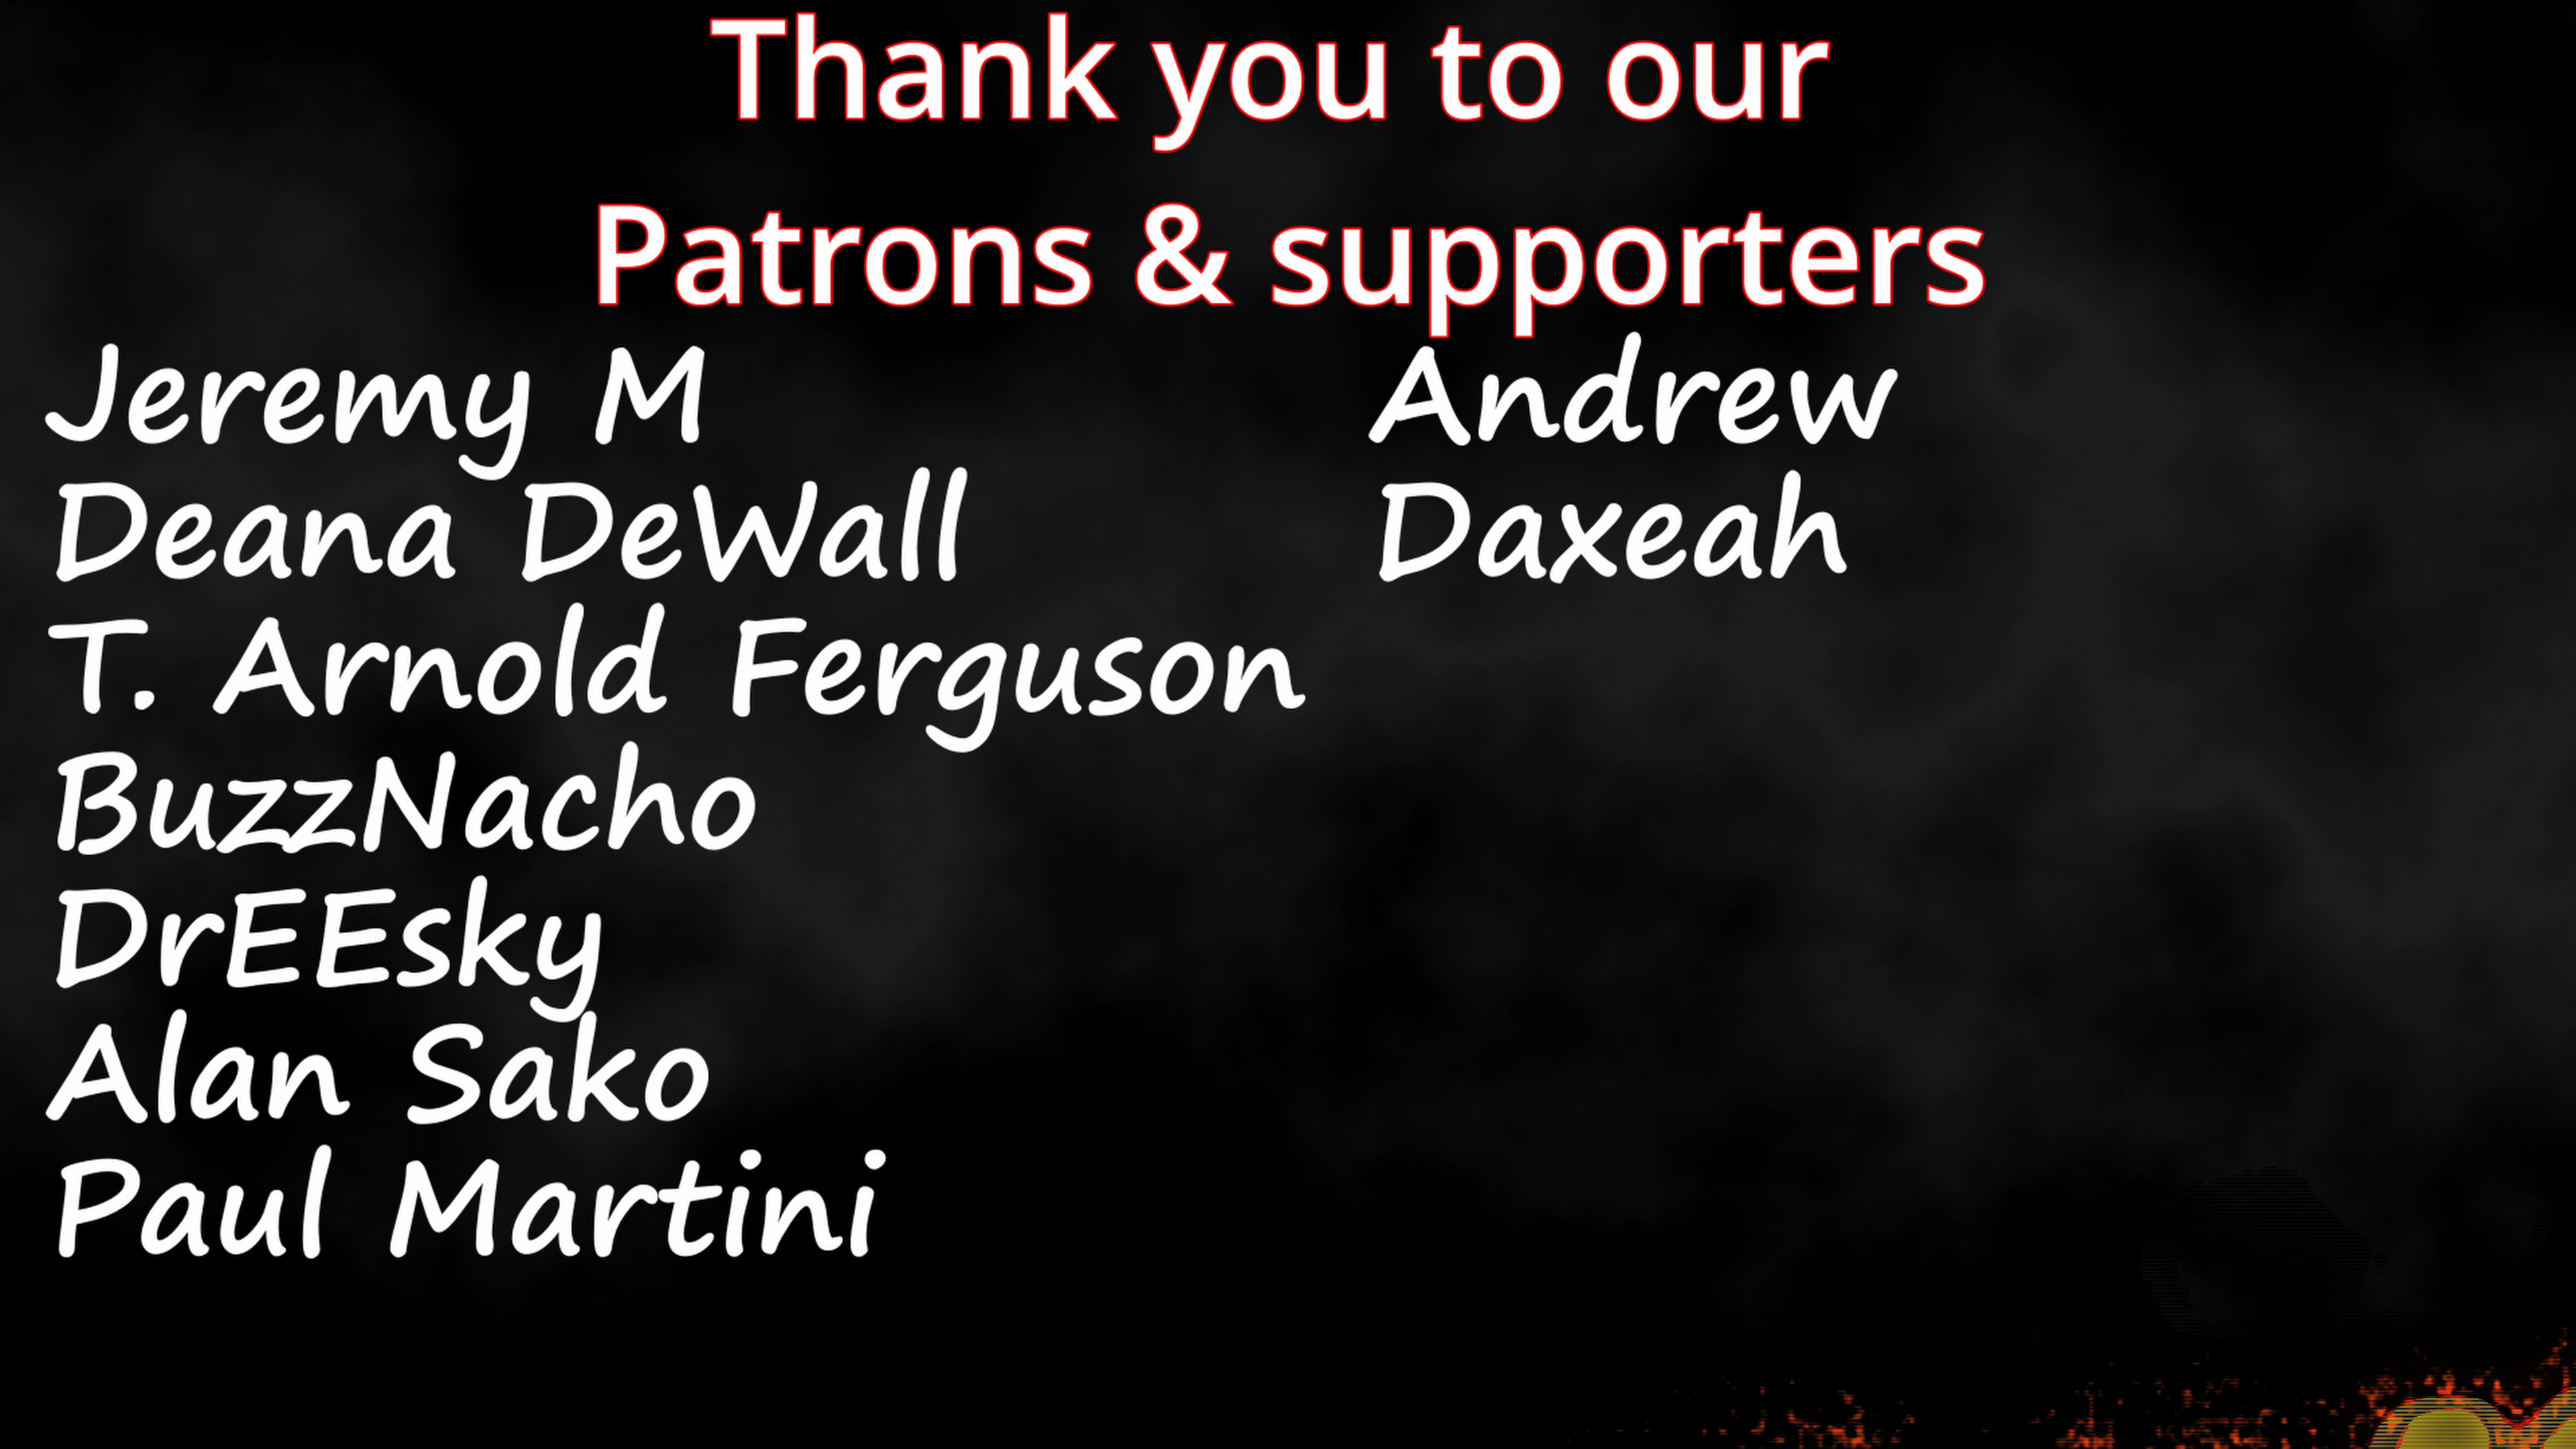 Thank you to our
Patrons & supporters
Jeremy M
Deana DeWall
T. Arnold Ferguson
BuzzNacho
DrEEsky
Alan Sako
Paul Martini
Andrew
Daxeah